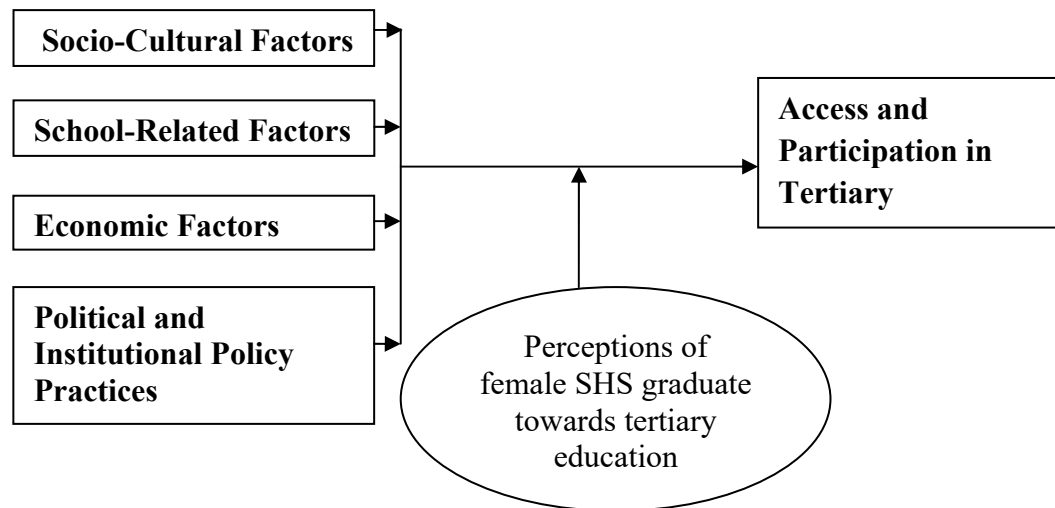 Socio-Cultural Factors
School-Related Factors
Economic Factors
Political and
Institutional Policy
Practices
Access and
Participation in
Tertiary
Perceptions of
female SHS graduate
towards tertiary
education